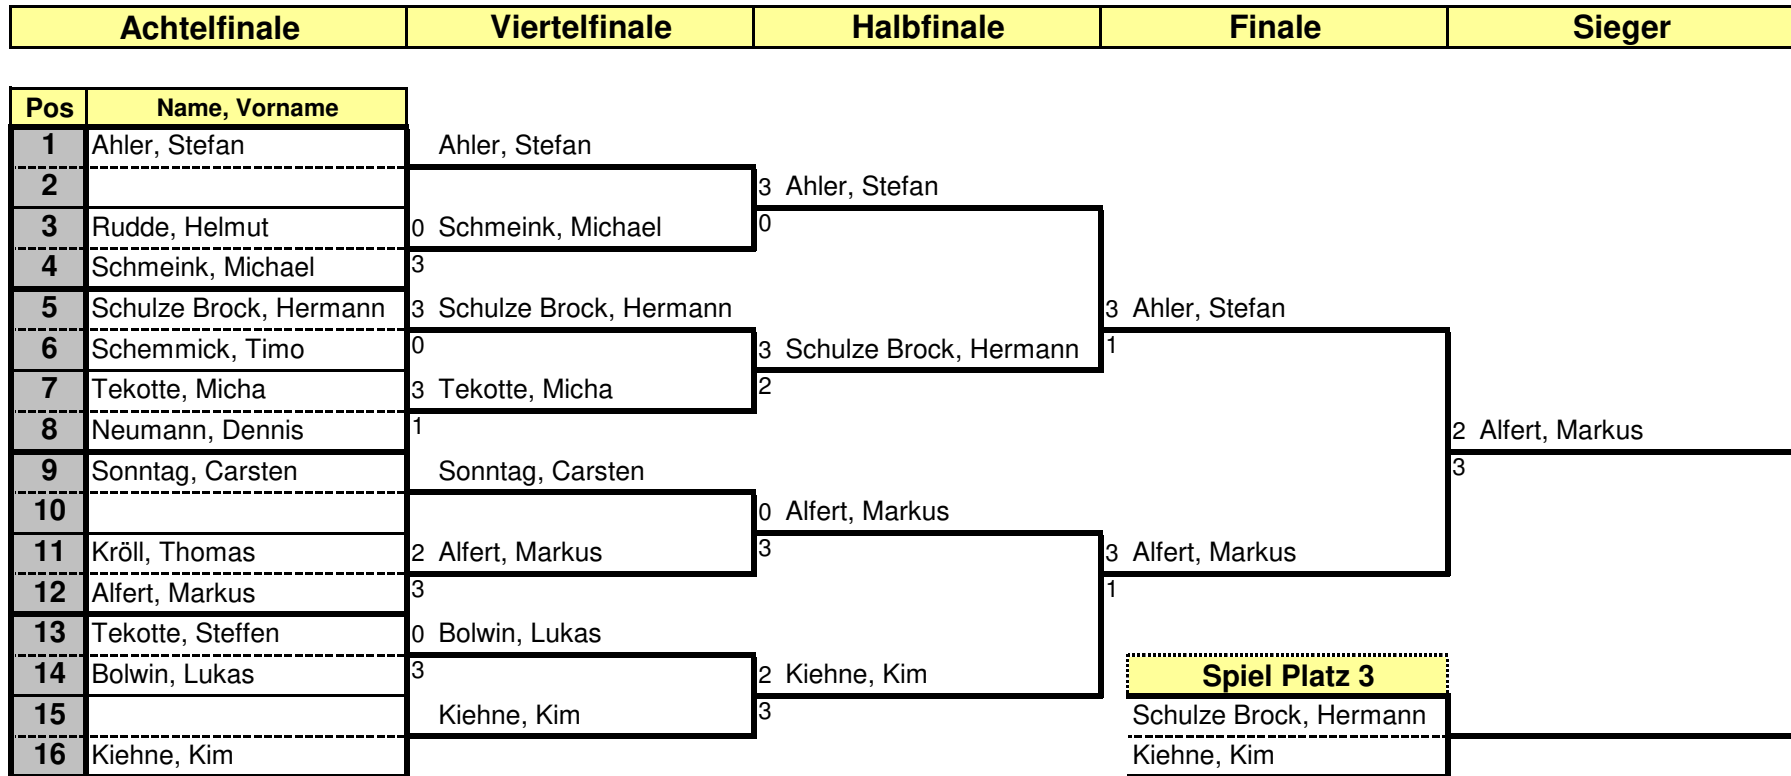 Achtelfinale Viertelfinale Halbfinale Finale Sieger
Pos Name, Vorname
1 Ahler, Stefan Ahler, Stefan
2 3 Ahler, Stefan
3 Rudde, Helmut 0 Schmeink, Michael 0
4 Schmeink, Michael 3
5 Schulze Brock, Hermann 3 Schulze Brock, Hermann 3 Ahler, Stefan
6 Schemmick, Timo 0 3 Schulze Brock, Hermann 1
7 Tekotte, Micha 3 Tekotte, Micha 2
8 Neumann, Dennis 1 2 Alfert, Markus
9 Sonntag, Carsten Sonntag, Carsten 3
10 0 Alfert, Markus
11 Kröll, Thomas 2 Alfert, Markus 3 3 Alfert, Markus
12 Alfert, Markus 3 1
13 Tekotte, Steffen 0 Bolwin, Lukas
14 Bolwin, Lukas 3 2 Kiehne, Kim Spiel Platz 3
15 Kiehne, Kim 3 Schulze Brock, Hermann
16 Kiehne, Kim Kiehne, Kim